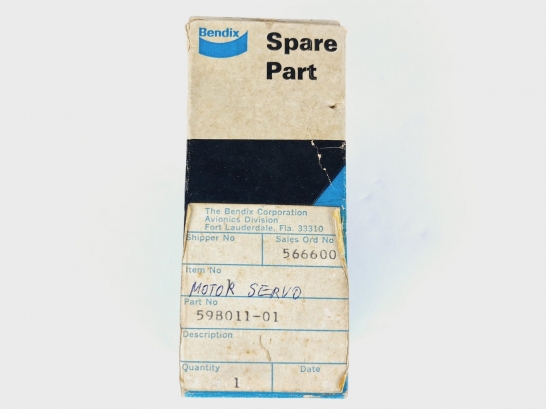 Bendix
Spare
Part
The Bendix Corporation
Avionics Division
Fort Lauderdale, Fla. 33310
Shipper No Sales Ord No
566600
Item No
MOTOR SERVO
Part No
598011-01
Description
Quantity Date
1